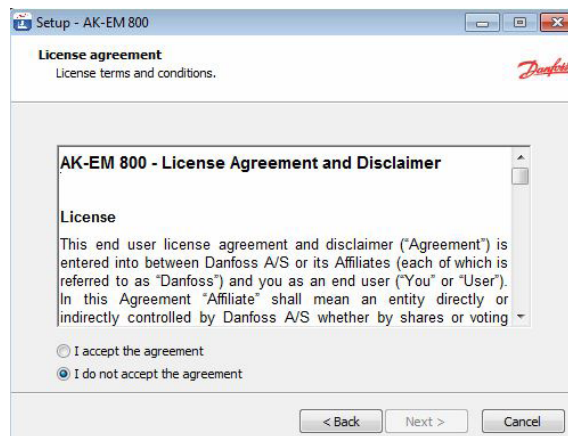 Setup - AK-EM 800
License agreement
License terms and conditions.
Danfoss
AK-EM 800 - License Agreement and Disclaimer
License
This end user license agreement and disclaimer (“Agreement”) is
entered into between Danfoss A/S or its Affiliates (each of which is
referred to as “Danfoss”) and you as an end user (“You” or “User”).
In this Agreement “Affiliate” shall mean an entity directly or
indirectly controlled by Danfoss A/S whether by shares or voting
I accept the agreement
I do not accept the agreement
< Back
Next >
Cancel